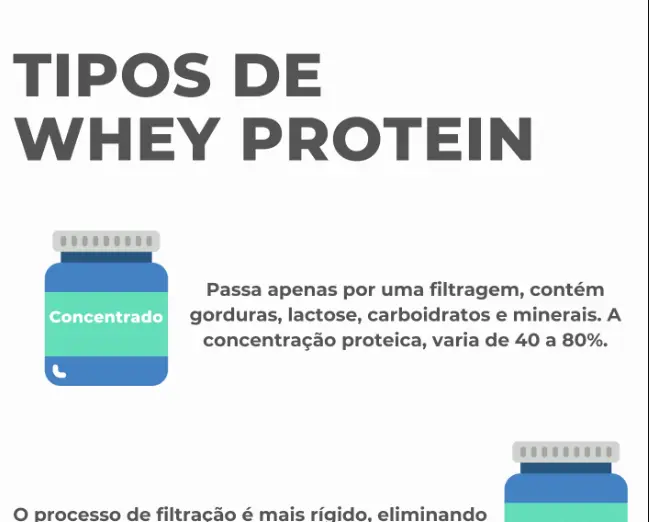 TIPOS DE
WHEY PROTEIN
Concentrado
Passa apenas por uma filtragem, contém
gorduras, lactose, carboidratos e minerais. A
concentração proteica, varia de 40 a 80%.
O processo de filtração é mais rígido, eliminando